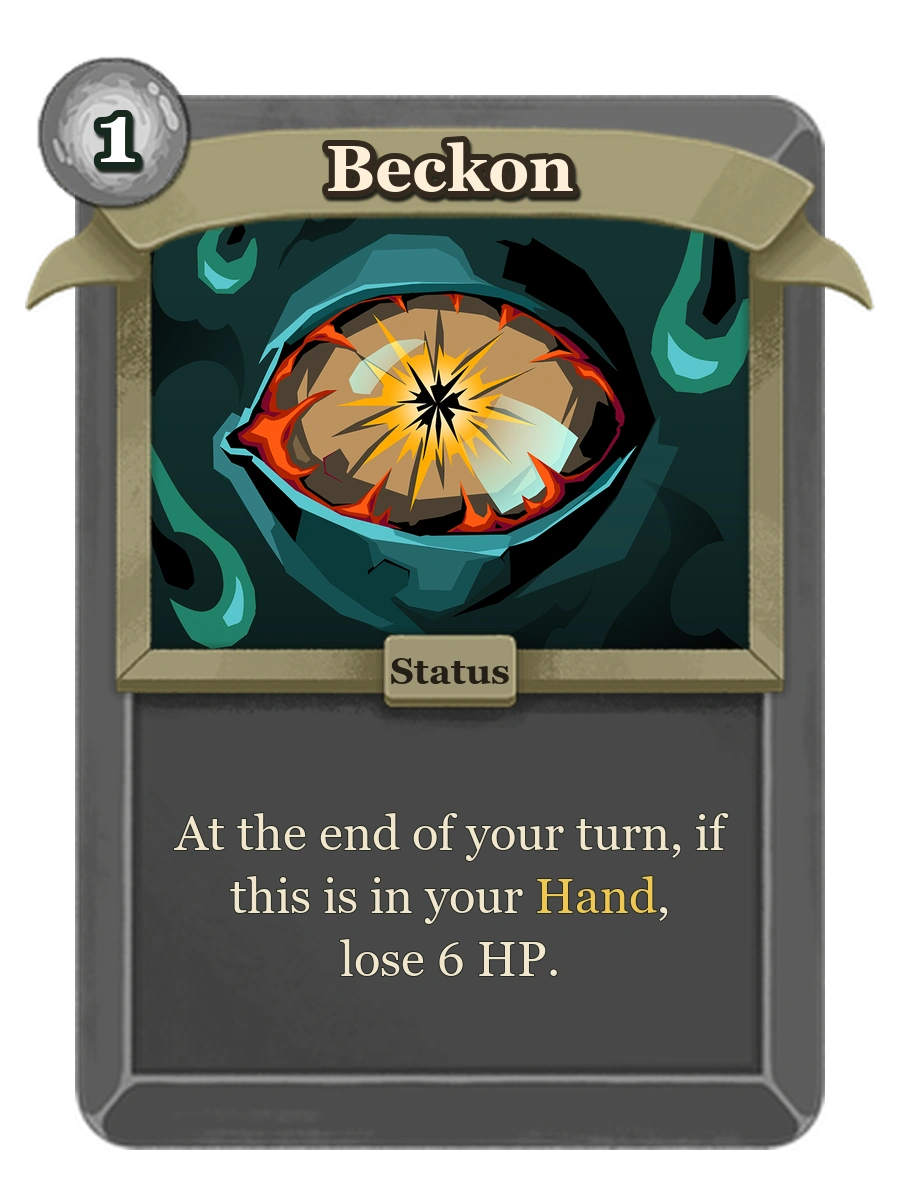 1
Beckon
Status
At the end of your turn, if
this is in your Hand,
lose 6 HP.